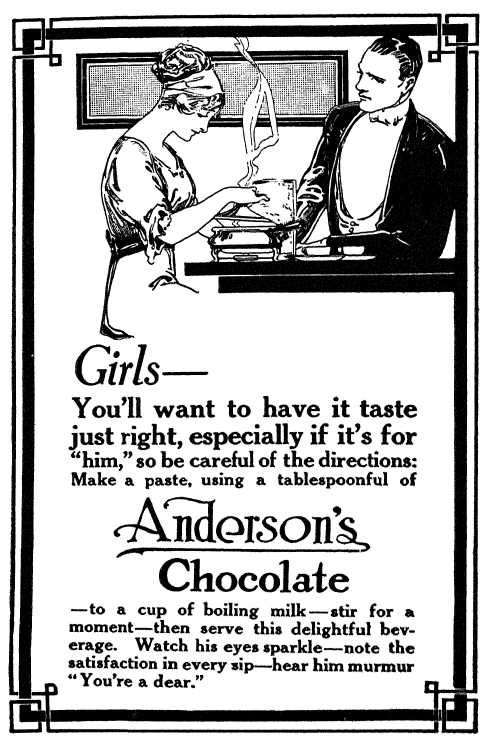 Girls—
You'll want to have it taste
just right, especially if it's for
"him," so be careful of the directions:
Make a paste, using a tablespoonful of
Anderson's
Chocolate
—to a cup of boiling milk—stir for a
moment—then serve this delightful bev-
erage. Watch his eyes sparkle—note the
satisfaction in every sip—hear him murmur
"You're a dear."